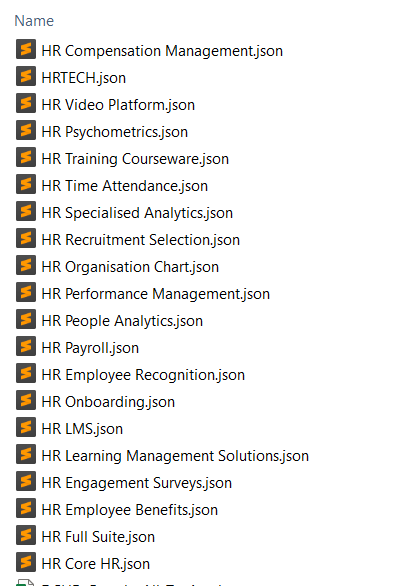 Name
HR Compensation Management.json
HRTECH.json
HR Video Platform.json
HR Psychometrics.json
HR Training Courseware.json
HR Time Attendance.json
HR Specialised Analytics.json
HR Recruitment Selection.json
HR Organisation Chart.json
HR Performance Management.json
HR People Analytics.json
HR Payroll.json
HR Employee Recognition.json
HR Onboarding.json
HR LMS.json
HR Learning Management Solutions.json
HR Engagement Surveys.json
HR Employee Benefits.json
HR Full Suite.json
HR Core HR.json